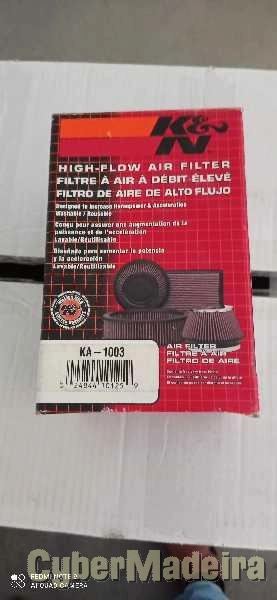 K&N
HIGH-FLOW AIR FILTER
FILTRE À AIR À DÉBIT ÉLEVÉ
FILTRO DE AIRE DE ALTO FLUJO
Designed to Increase Horsepower & Acceleration
Washable / Reusable
Conçu pour assurer une augmentation de la
puissance et de l'accélération
Lavable/Réutilisable
Diseñado para aumentar la potencia
y la aceleración
Lavable/Reutilizable
K&N
AIR FILTER
FILTRE À AIR
FILTRO DE AIRE
KA-1003
24844 10125 9
REDMI NOTE 8
AI QUAD CAMERA
CuberMadeira